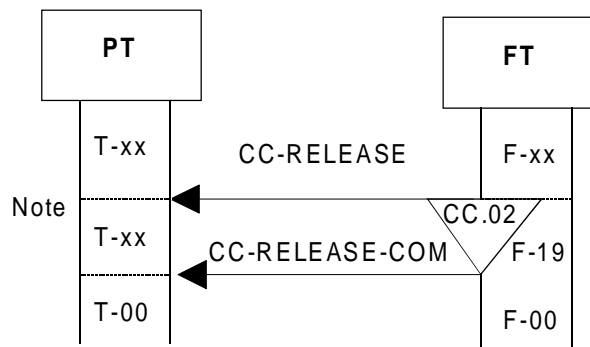 PT
FT
T-xx
CC-RELEASE
F-xx
Note
CC.02
T-xx
CC-RELEASE-COM
F-19
T-00
F-00